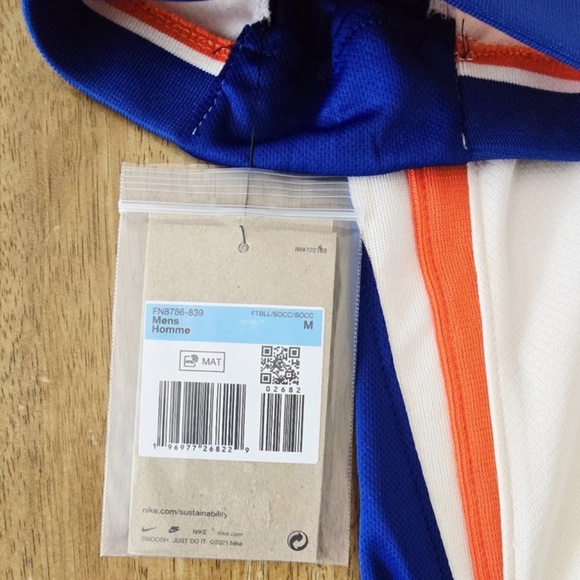 FN8786-839
FTBLL/SOCC/SOCC
Mens
Homme
M
MAT
02682
1 96977 26822 9
nike.com/sustainability
NIKE nike.com
SWOOSH JUST DO IT ©2021 Nike